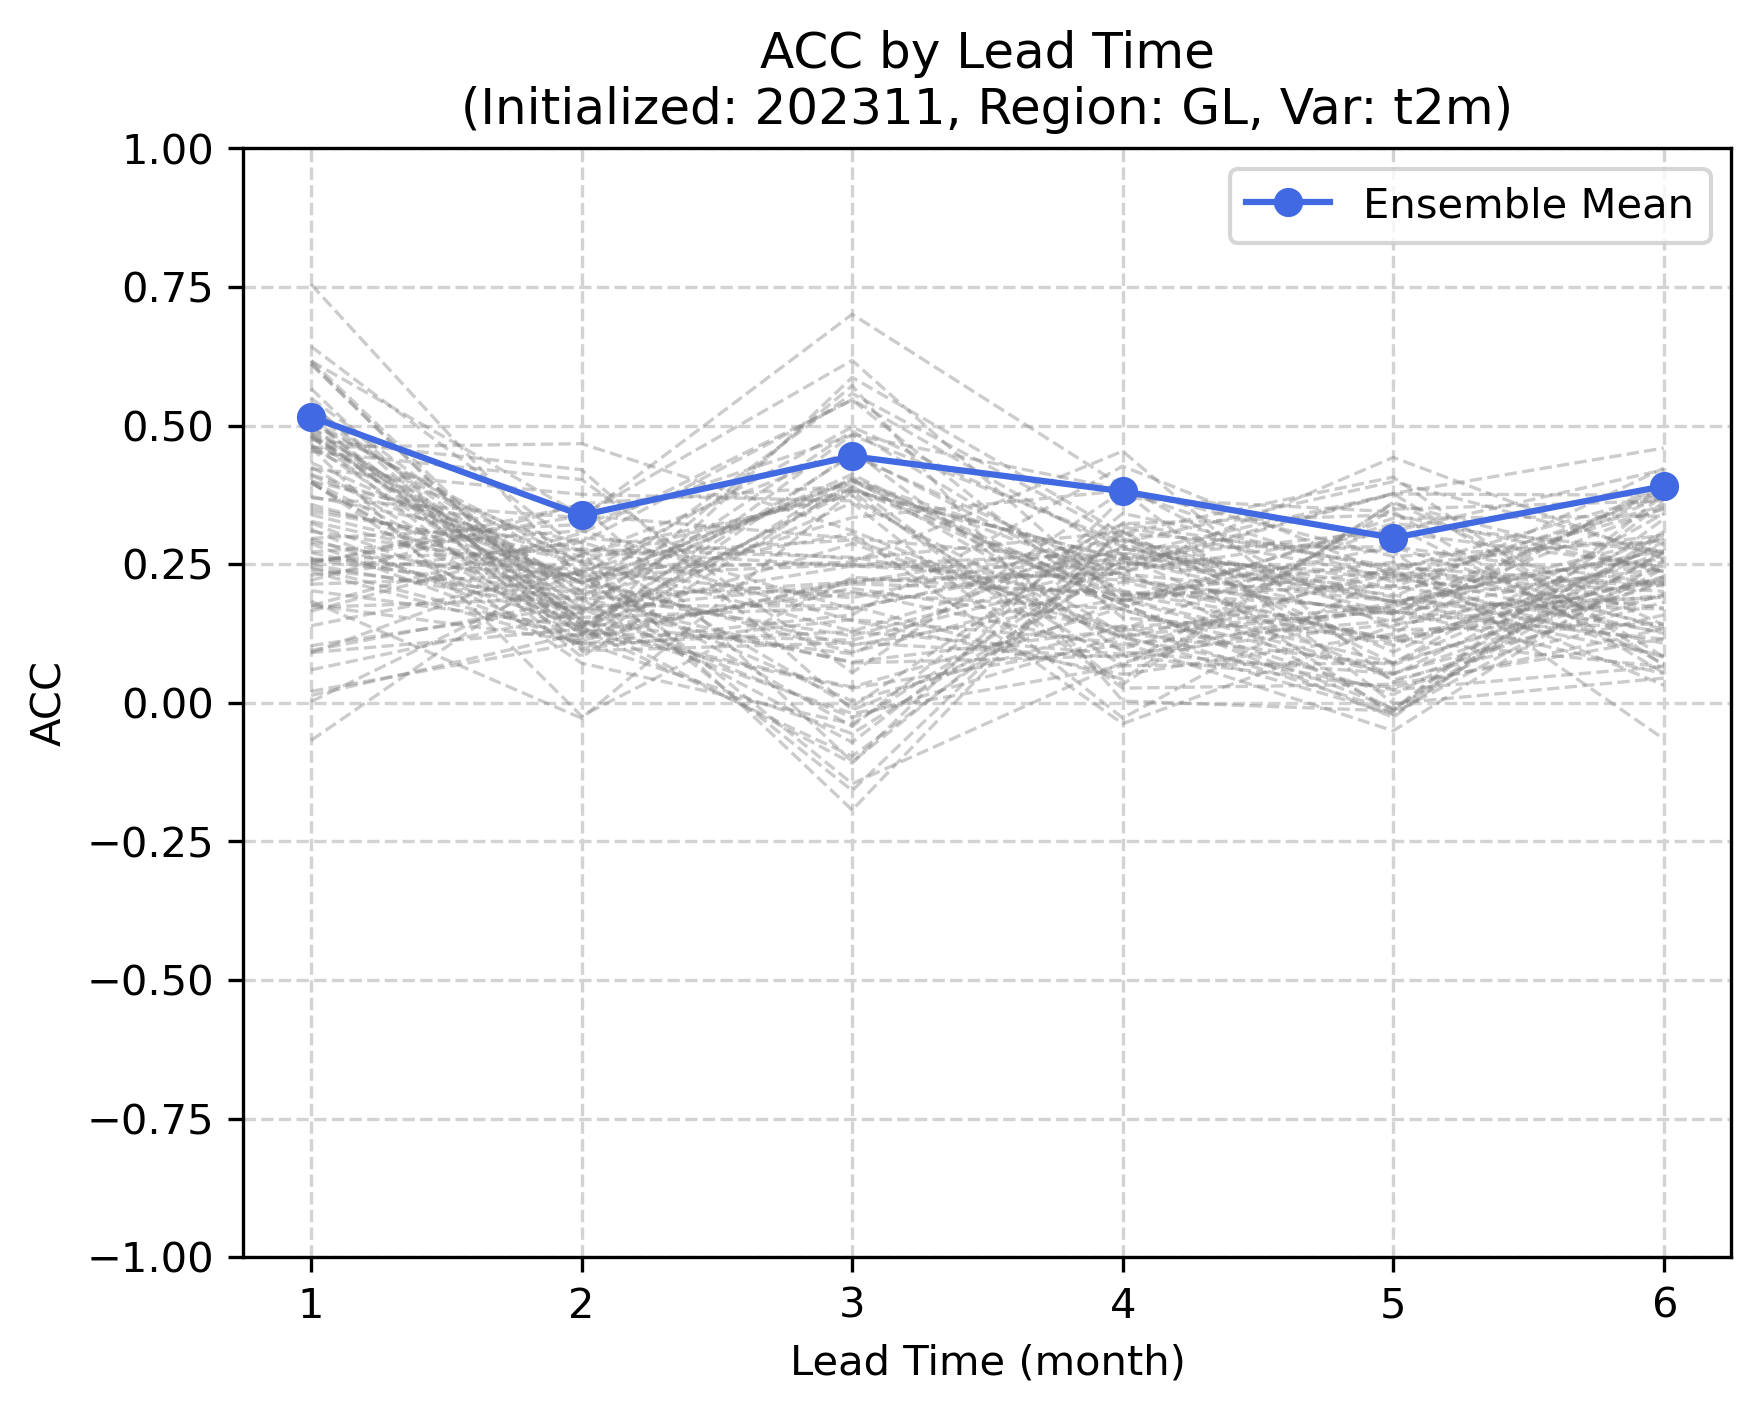 ACC by Lead Time
(Initialized: 202311, Region: GL, Var: t2m)
Ensemble Mean
1.00
0.75
0.50
0.25
0.00
−0.25
−0.50
−0.75
−1.00
ACC
1 2 3 4 5 6
Lead Time (month)